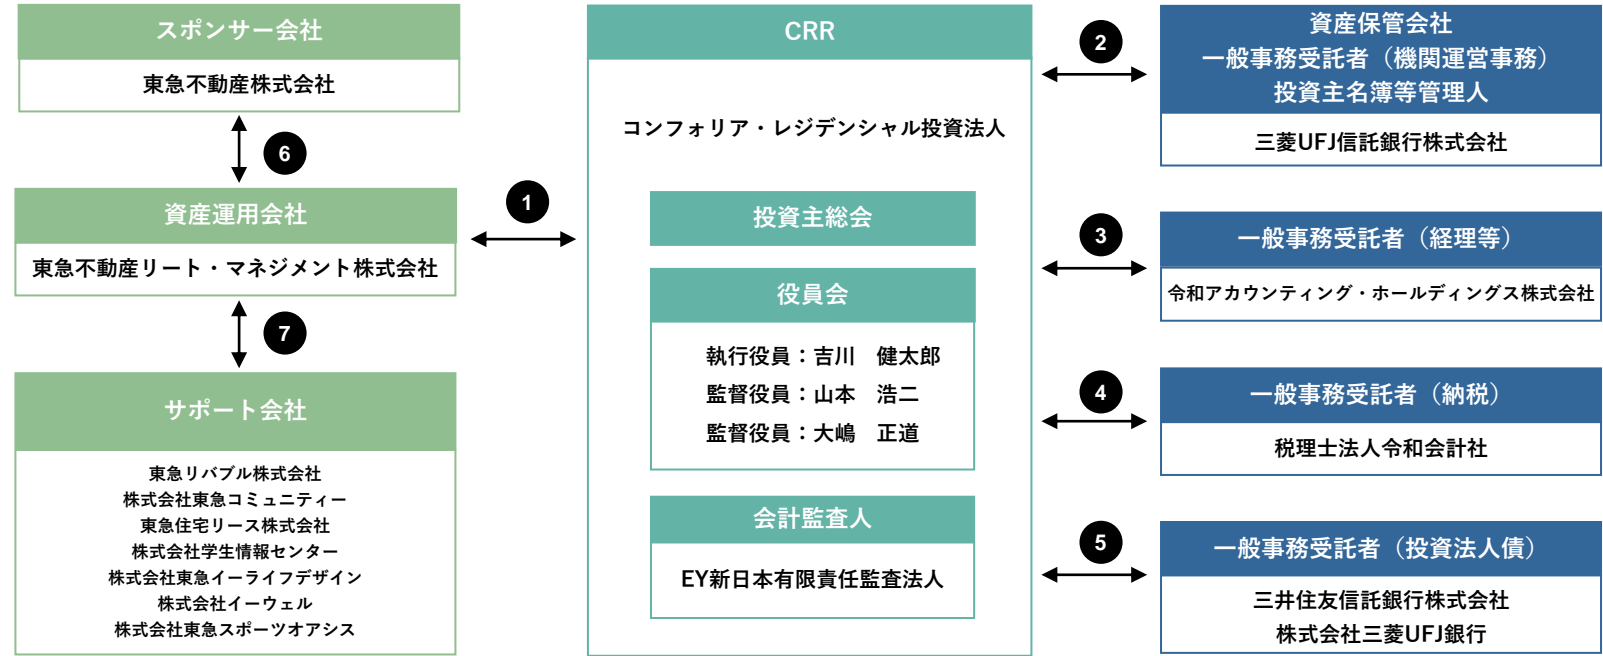 スポンサー会社
東急不動産株式会社
6
資産運用会社
東急不動産リート・マネジメント株式会社
7
サポート会社
東急リバブル株式会社
株式会社東急コミュニティー
東急住宅リース株式会社
株式会社学生情報センター
株式会社東急イーライフデザイン
株式会社イーウェル
株式会社東急スポーツオアシス
1
CRR
コンフォリア・レジデンシャル投資法人
投資主総会
役員会
執行役員：吉川　健太郎
監督役員：山本　浩二
監督役員：大嶋　正道
会計監査人
EY新日本有限責任監査法人
2
資産保管会社
一般事務受託者（機関運営事務）
投資主名簿等管理人
三菱UFJ信託銀行株式会社
3
一般事務受託者（経理等）
令和アカウンティング・ホールディングス株式会社
4
一般事務受託者（納税）
税理士法人令和会計社
5
一般事務受託者（投資法人債）
三井住友信託銀行株式会社
株式会社三菱UFJ銀行